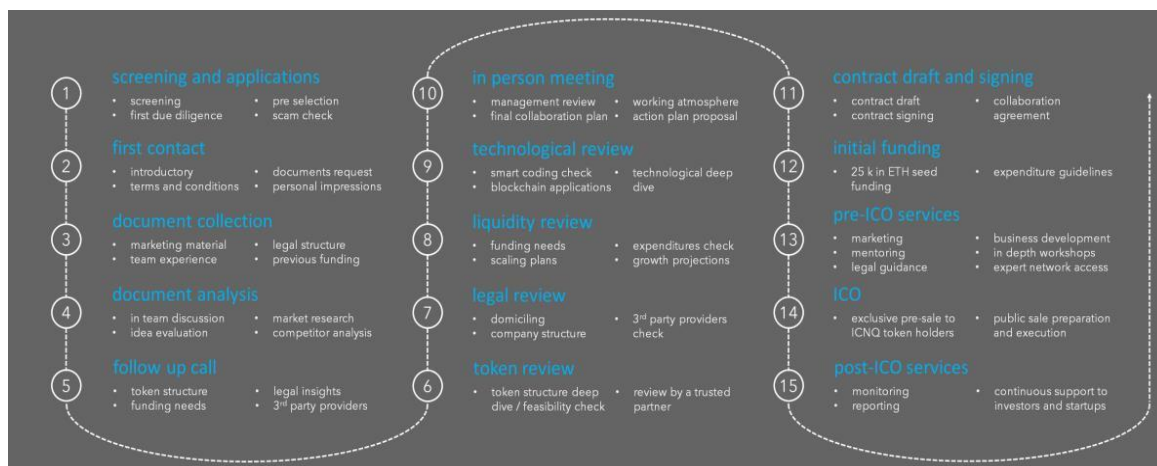 1
screening and applications
• screening
• first due diligence
• pre selection
• scam check
2
first contact
• introductory
• terms and conditions
• documents request
• personal impressions
3
document collection
• marketing material
• team experience
• legal structure
• previous funding
4
document analysis
• in team discussion
• idea evaluation
• market research
• competitor analysis
5
follow up call
• token structure
• funding needs
• legal insights
• 3rd party providers
6
token review
• token structure deep
dive / feasibility check
• review by a trusted
partner
7
legal review
• domiciling
• company structure
• 3rd party providers
check
8
liquidity review
• funding needs
• scaling plans
• expenditures check
• growth projections
9
technological review
• smart coding check
• blockchain applications
• technological deep
dive
10
in person meeting
• management review
• final collaboration plan
• working atmosphere
• action plan proposal
11
contract draft and signing
• contract draft
• contract signing
• collaboration
agreement
12
initial funding
• 25 k in ETH seed
funding
• expenditure guidelines
13
pre-ICO services
• marketing
• mentoring
• legal guidance
• business development
• in depth workshops
• expert network access
14
ICO
• exclusive pre-sale to
ICNQ token holders
• public sale preparation
and execution
15
post-ICO services
• monitoring
• reporting
• continuous support to
investors and startups